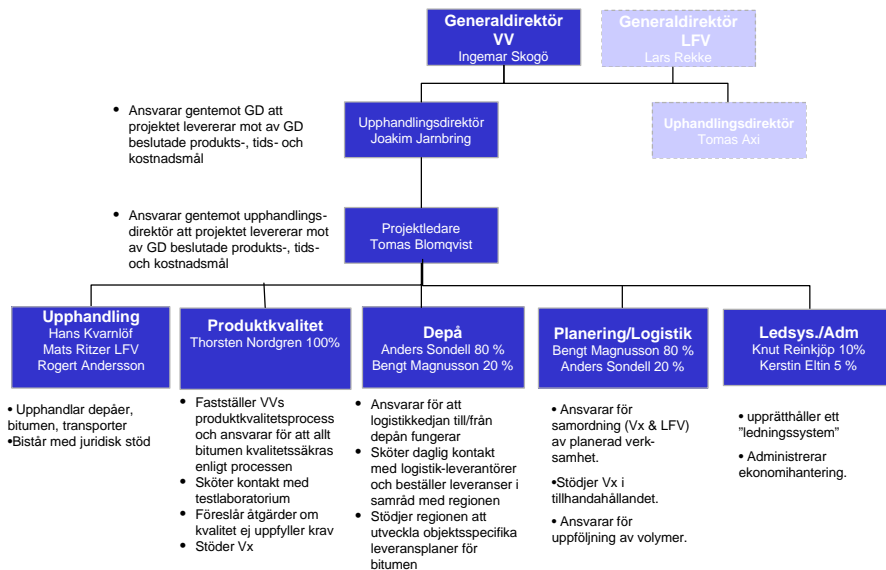 Generaldirektör
VV
Ingemar Skogö
Generaldirektör
LFV
Lars Rekke
• Ansvarar gentemot GD att
projektet levererar mot av GD
beslutade produkts-, tids- och
kostnadsmål
Upphandlingsdirektör
Joakim Jarnbring
Uphandlingsdirektör
Tomas Axi
• Ansvarar gentemot upphandlings-
direktör att projektet levererar mot
av GD beslutade produkts-, tids-
och kostnadsmål
Projektledare
Tomas Blomqvist
Upphandling
Hans Kvarnlöf
Mats Ritzer LFV
Rogert Andersson
Produktkvalitet
Thorsten Nordgren 100%
Depå
Anders Sondell 80 %
Bengt Magnusson 20 %
Planering/Logistik
Bengt Magnusson 80 %
Anders Sondell 20 %
Ledsys./Adm
Knut Reinkjöp 10%
Kerstin Eltin 5 %
• Upphandlar depåer,
bitumen, transporter
•Bistår med juridisk stöd
• Fastställer VVs
produktkvalitetsprocess
och ansvarar för att allt
bitumen kvalitetssäkras
enligt processen
• Sköter kontakt med
testlaboratorium
• Föreslår åtgärder om
kvalitet ej uppfyller krav
• Stöder Vx
• Ansvarar för att
logistikkedjan till/från
depån fungerar
• Sköter daglig kontakt
med logistik-leverantörer
och beställer leveranser i
samråd med regionen
• Stödjer regionen att
utveckla objektsspecifika
leveransplaner för
bitumen
• Ansvarar för
samordning (Vx & LFV)
av planerad verk-
samhet.
•Stödjer Vx i
tillhandahållandet.
• Ansvarar för
uppföljning av volymer.
• upprätthåller ett
”ledningssystem”
• Administrerar
ekonomihantering.